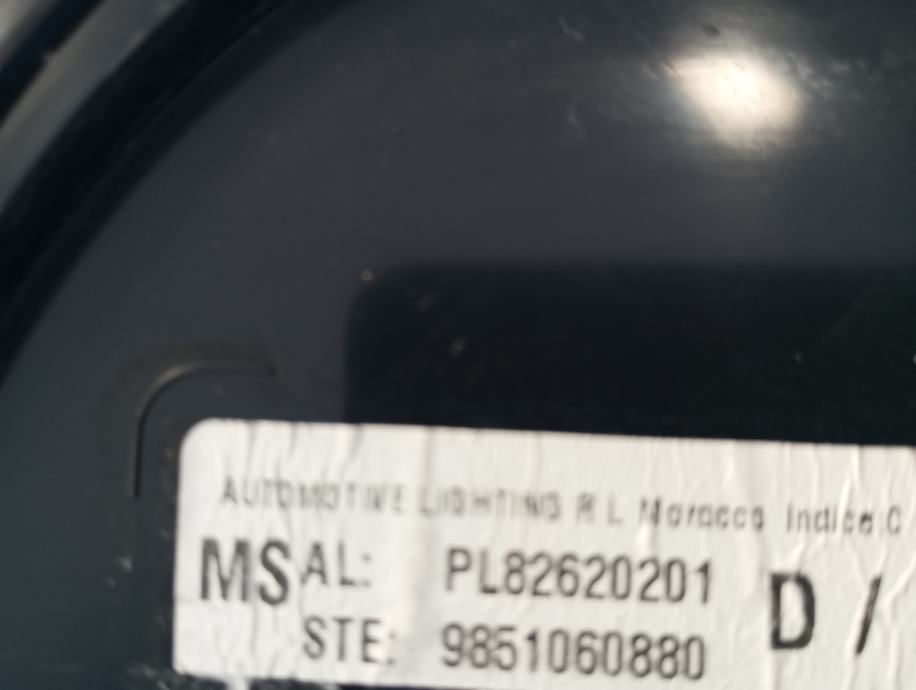 AUTOMOTIVE LIGHTING R L Morocco Indice:C
MS AL: PL82620201 D /
STE: 9851060880